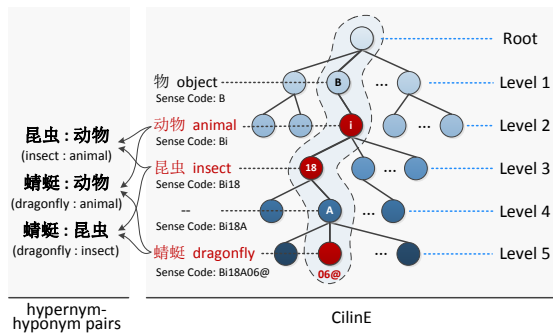 Root
物 object
B
...
Level 1
Sense Code: B
动物 animal
i
...
Level 2
Sense Code: Bi
昆虫 : 动物
(insect : animal)
昆虫 insect
18
...
Level 3
Sense Code: Bi18
蜻蜓 : 动物
(dragonfly : animal)
--
A
...
Level 4
Sense Code: Bi18A
蜻蜓 : 昆虫
(dragonfly : insect)
蜻蜓 dragonfly
...
Level 5
Sense Code: Bi18A06@
06@
hypernym-
hyponym pairs
CilinE